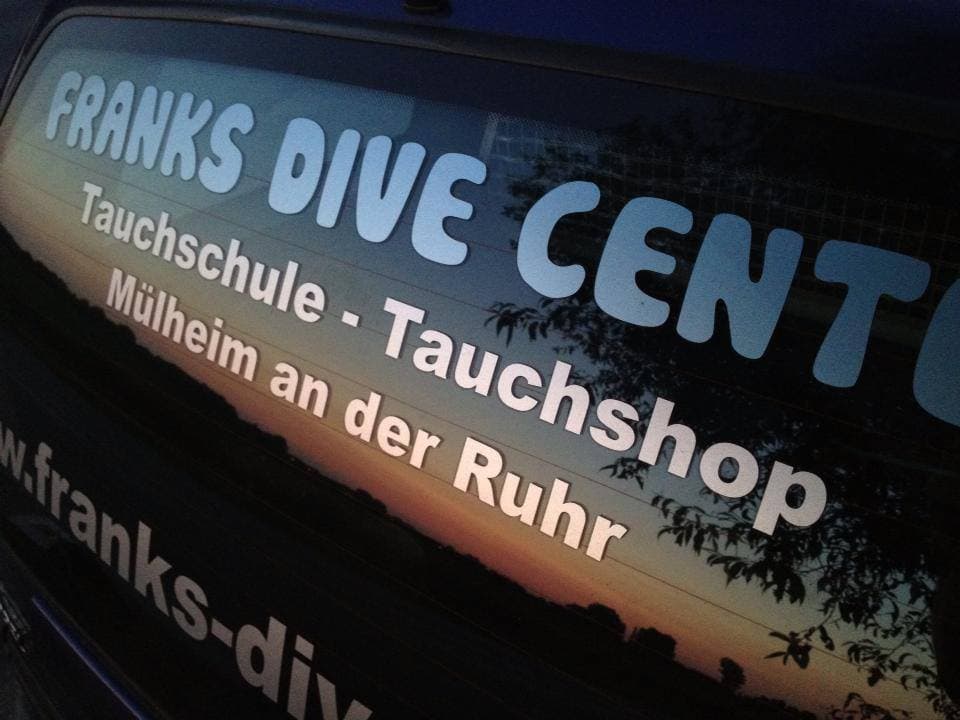 FRANKS DIVE CENT
Tauchschule - Tauchshop
Mülheim an der Ruhr
w.franks-div